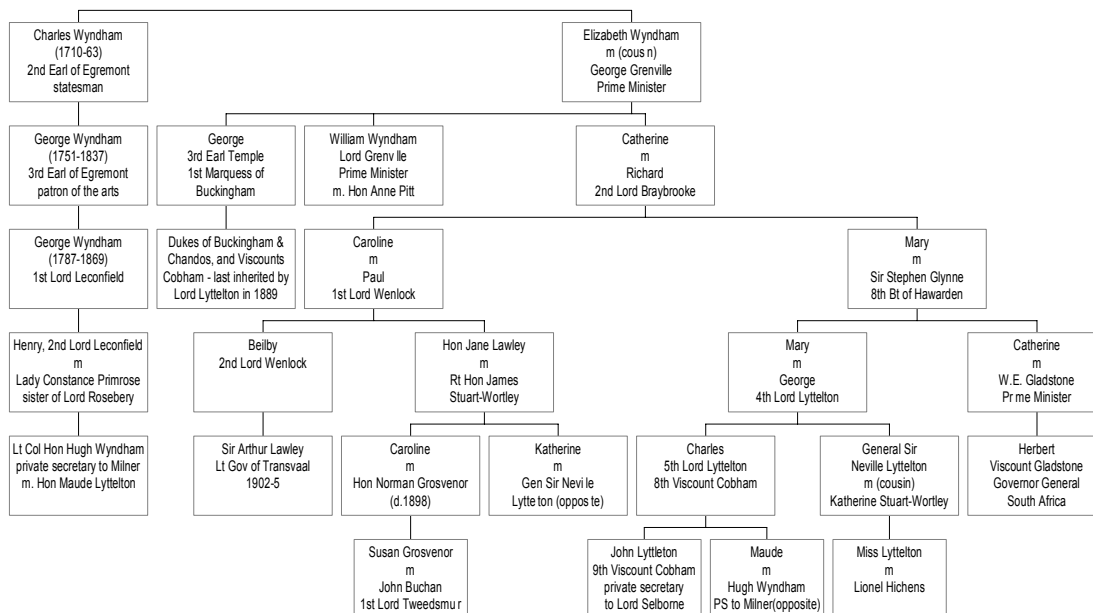 Charles Wyndham
(1710-63)
2nd Earl of Egremont
statesman
Elizabeth Wyndham
m (cous n)
George Grenville
Prime Minister
George Wyndham
(1751-1837)
3rd Earl of Egremont
patron of the arts
George
3rd Earl Temple
1st Marquess of
Buckingham
William Wyndham
Lord Grenv lle
Prime Minister
m. Hon Anne Pitt
Catherine
m
Richard
2nd Lord Braybrooke
George Wyndham
(1787-1869)
1st Lord Leconfield
Dukes of Buckingham &
Chandos, and Viscounts
Cobham - last inherited by
Lord Lyttelton in 1889
Caroline
m
Paul
1st Lord Wenlock
Mary
m
Sir Stephen Glynne
8th Bt of Hawarden
Henry, 2nd Lord Leconfield
m
Lady Constance Primrose
sister of Lord Rosebery
Beilby
2nd Lord Wenlock
Hon Jane Lawley
m
Rt Hon James
Stuart-Wortley
Mary
m
George
4th Lord Lyttelton
Catherine
m
W.E. Gladstone
Pr me Minister
Lt Col Hon Hugh Wyndham
private secretary to Milner
m. Hon Maude Lyttelton
Sir Arthur Lawley
Lt Gov of Transvaal
1902-5
Caroline
m
Hon Norman Grosvenor
(d.1898)
Katherine
m
Gen Sir Nevi le
Lytte ton (oppos te)
Charles
5th Lord Lyttelton
8th Viscount Cobham
General Sir
Neville Lyttelton
m (cousin)
Katherine Stuart-Wortley
Herbert
Viscount Gladstone
Governor General
South Africa
Susan Grosvenor
m
John Buchan
1st Lord Tweedsmu r
John Lyttleton
9th Viscount Cobham
private secretary
to Lord Selborne
Maude
m
Hugh Wyndham
PS to Milner(opposite)
Miss Lyttelton
m
Lionel Hichens